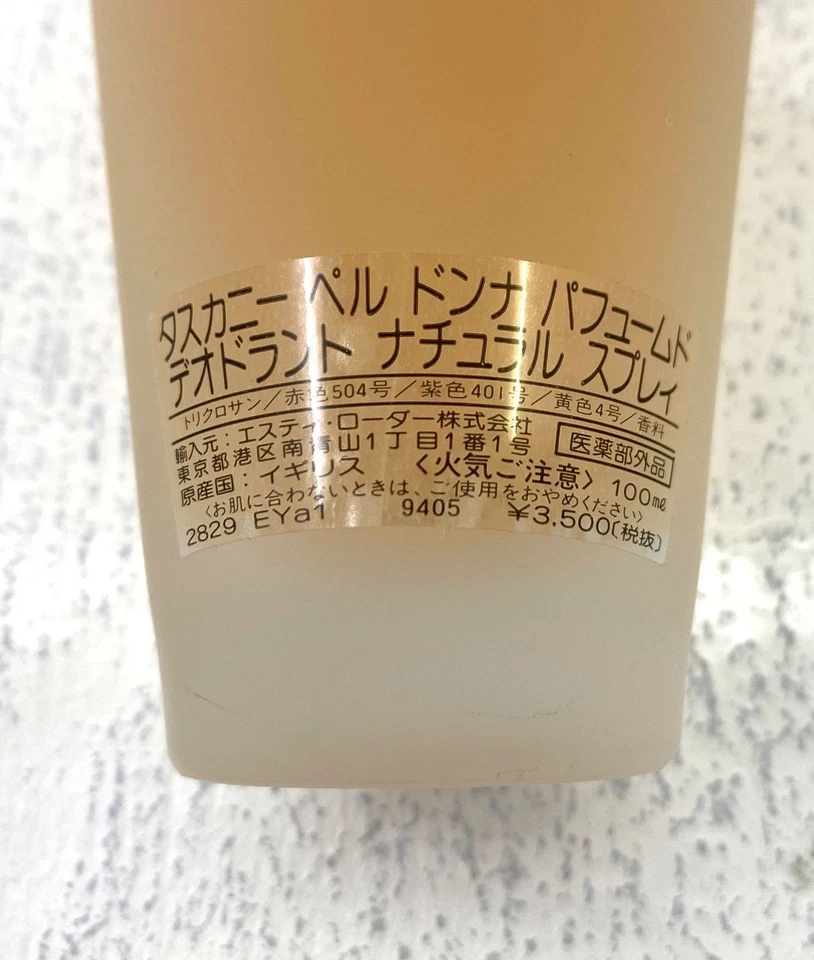 タスカニー ペル ドンナ パフュームド
デオドラント ナチュラル スプレイ
トリクロサン／赤色504号／紫色401号／黄色4号／香料
輸入元：エスティ・ローダー株式会社
東京都港区南青山1丁目1番1号 医薬部外品
原産国：イギリス 〈火気ご注意〉 100mℓ
〈お肌に合わないときは、ご使用をおやめください〉
2829 EYa1 9405 ¥3,500〔税抜〕